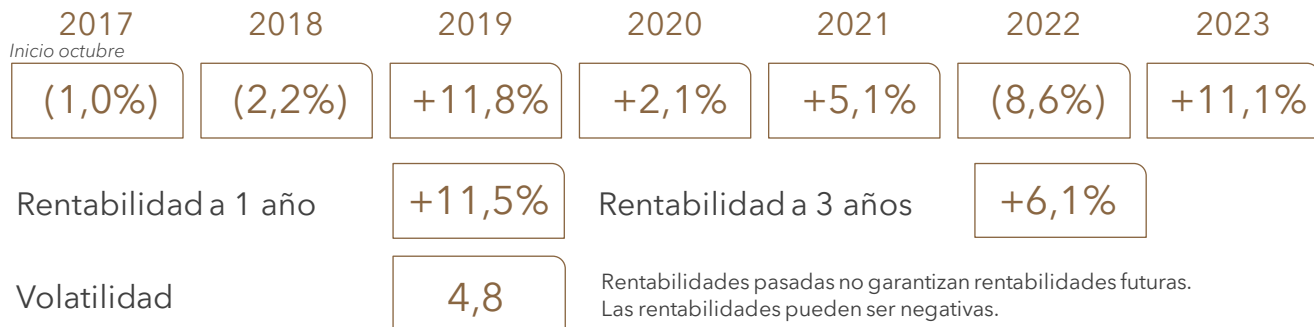 2017 2018 2019 2020 2021 2022 2023
Inicio octubre
(1,0%) (2,2%) +11,8% +2,1% +5,1% (8,6%) +11,1%
Rentabilidad a 1 año +11,5% Rentabilidad a 3 años +6,1%
Volatilidad 4,8
Rentabilidades pasadas no garantizan rentabilidades futuras.
Las rentabilidades pueden ser negativas.